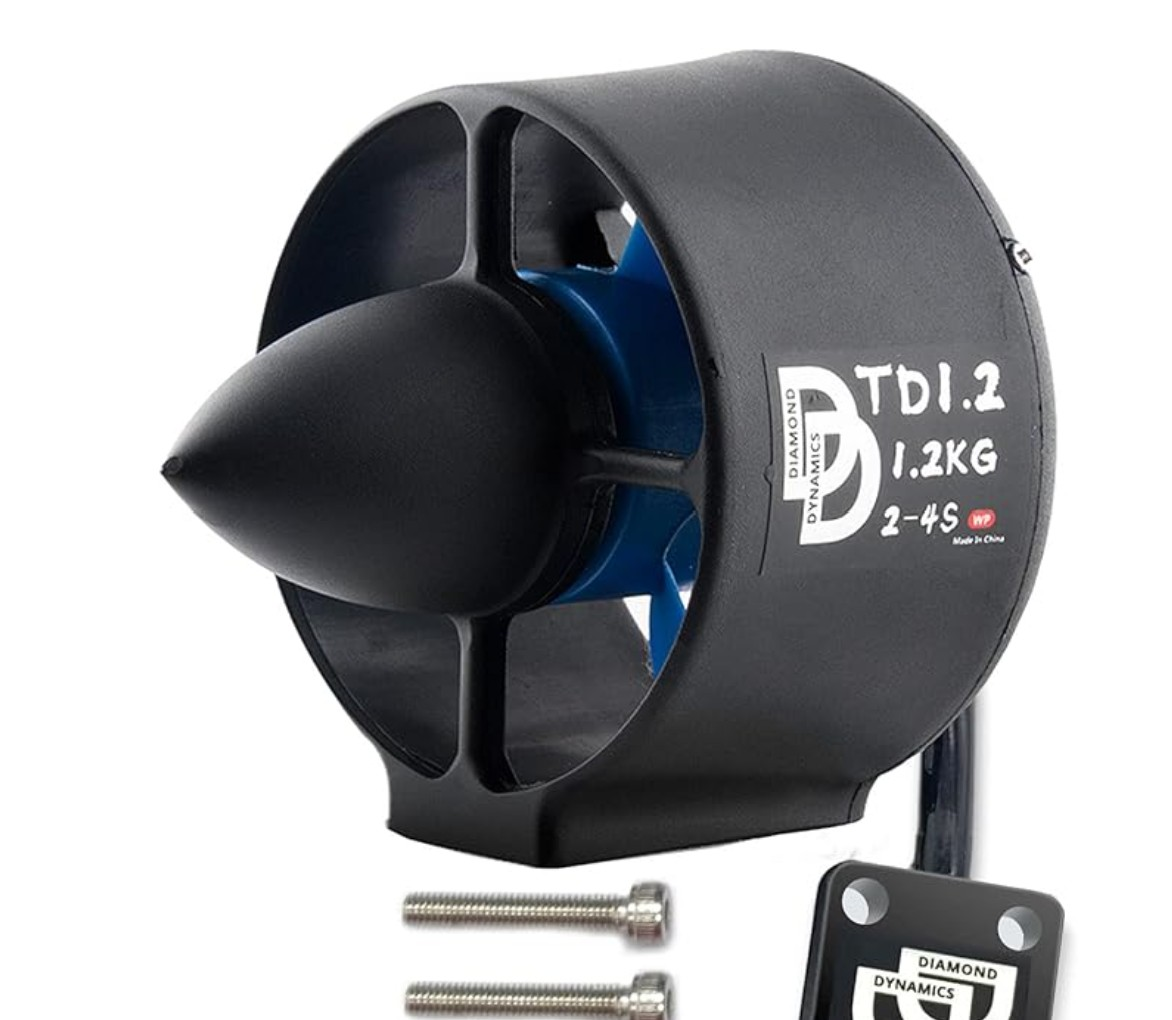 DIAMOND
DYNAMICS
TD1.2
1.2KG
2-4S WP
Made In China
DIAMOND
DYNAMICS